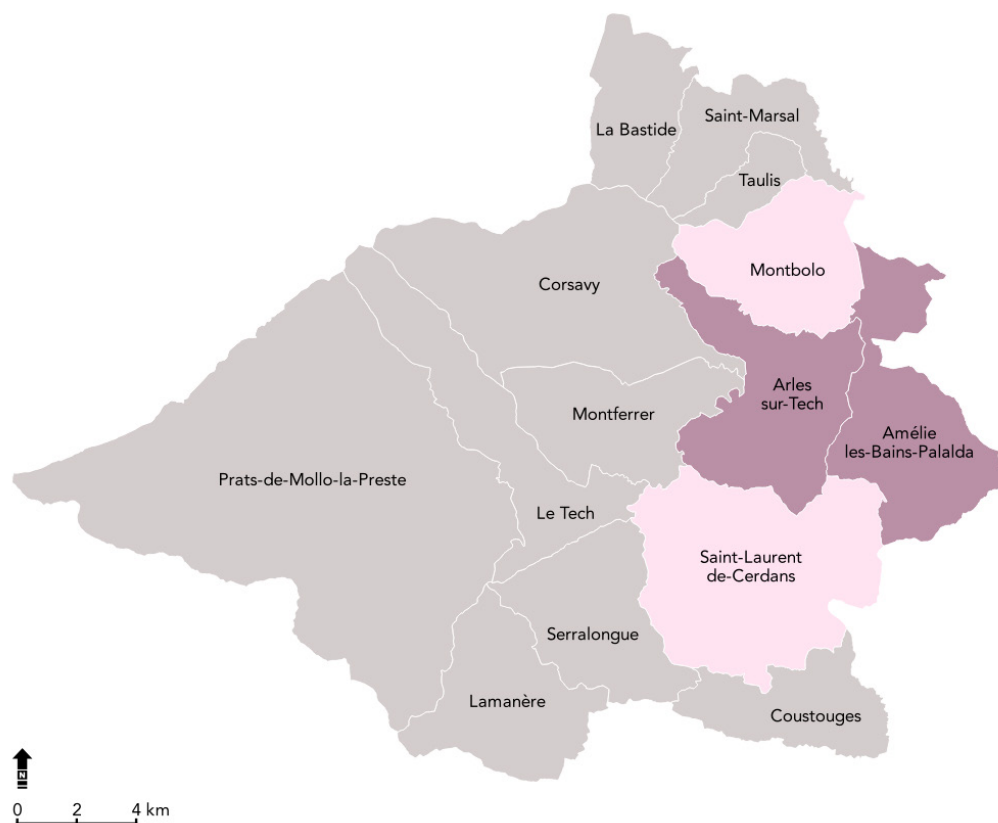 Saint-Marsal
La Bastide
Taulis
Montbolo
Corsavy
Arles
sur-Tech
Montferrer
Amélie
les-Bains-Palalda
Prats-de-Mollo-la-Preste
Le Tech
Saint-Laurent
de-Cerdans
Serralongue
Lamanère
Coustouges
N
0 2 4 km